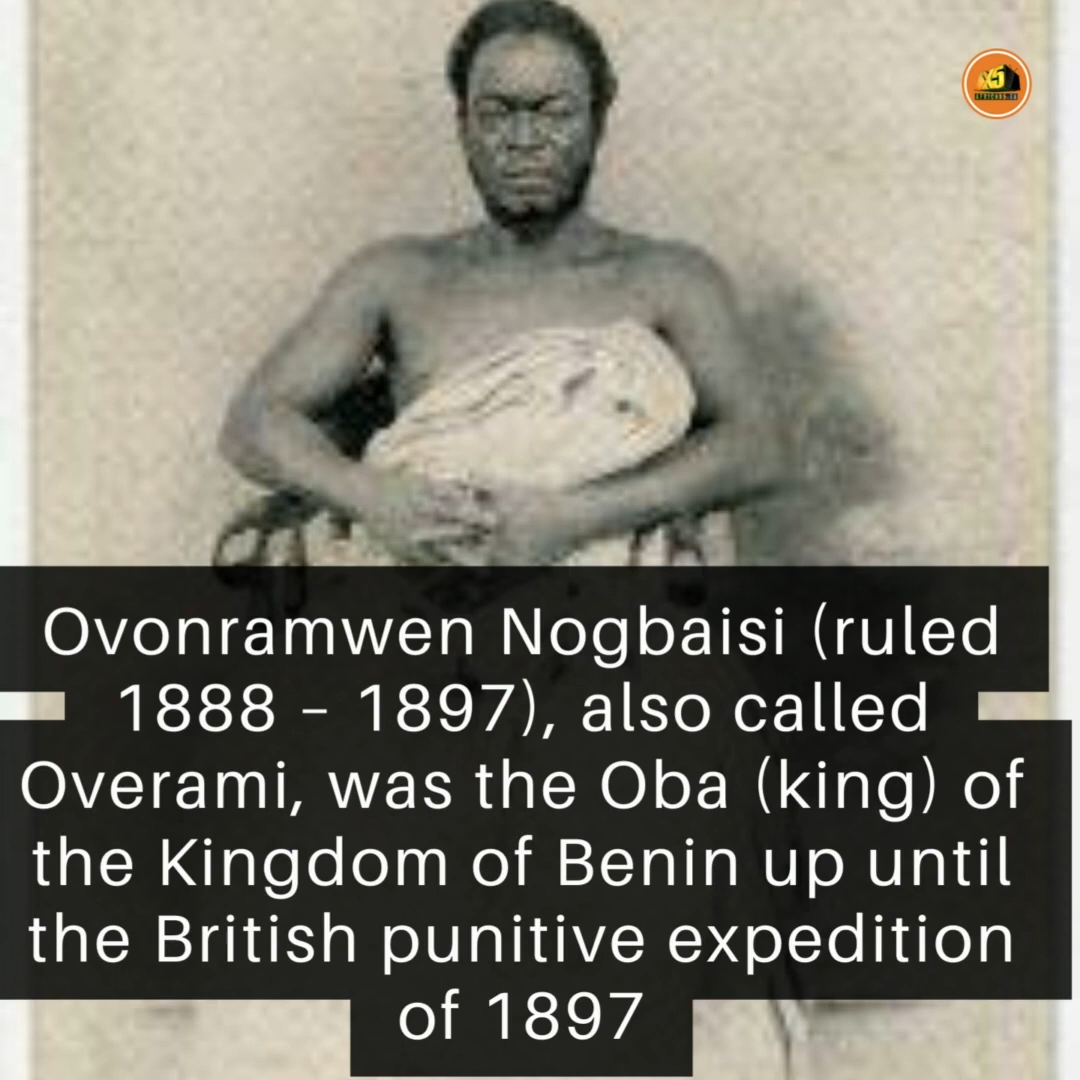 X5
Ovonramwen Nogbaisi (ruled
1888 – 1897), also called
Overami, was the Oba (king) of
the Kingdom of Benin up until
the British punitive expedition
of 1897